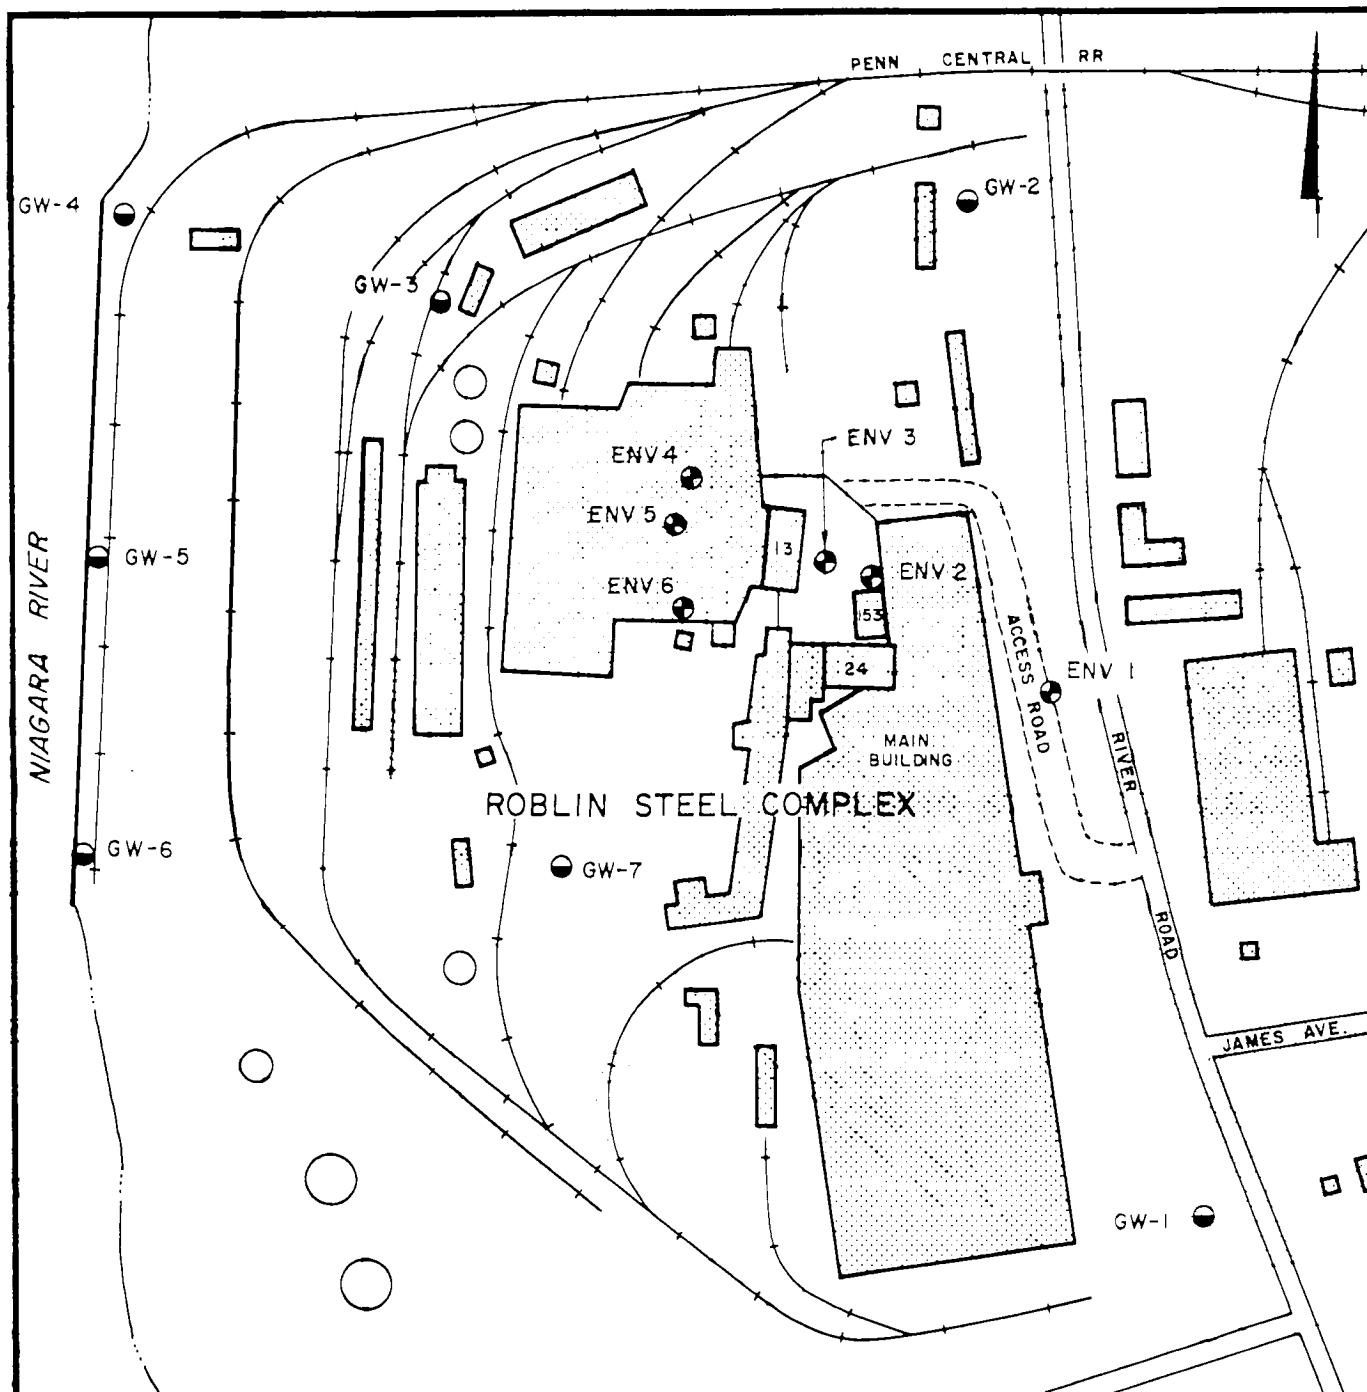 PENN CENTRAL RR
GW-4
GW-2
GW-3
ENV 3
ENV 4
ENV 5
13
GW-5
ENV 2
ENV 6
153
NIAGARA RIVER
24
ENV 1
ACCESS ROAD
MAIN
BUILDING
RIVER ROAD
ROBLIN STEEL COMPLEX
GW-6
GW-7
JAMES AVE.
GW-1